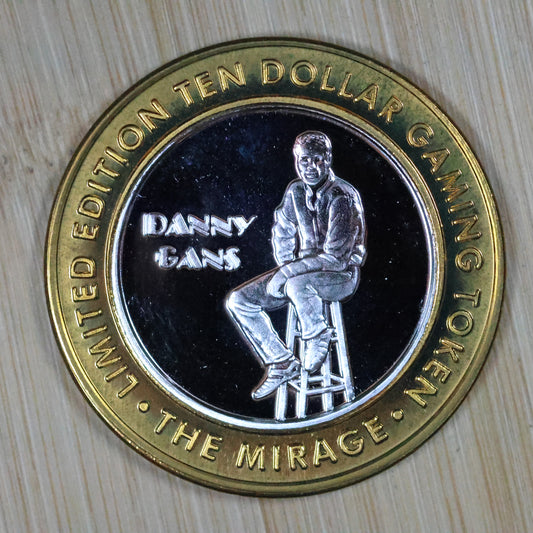 LIMITED EDITION TEN DOLLAR GAMING TOKEN
DANNY
GANS
• THE MIRAGE •